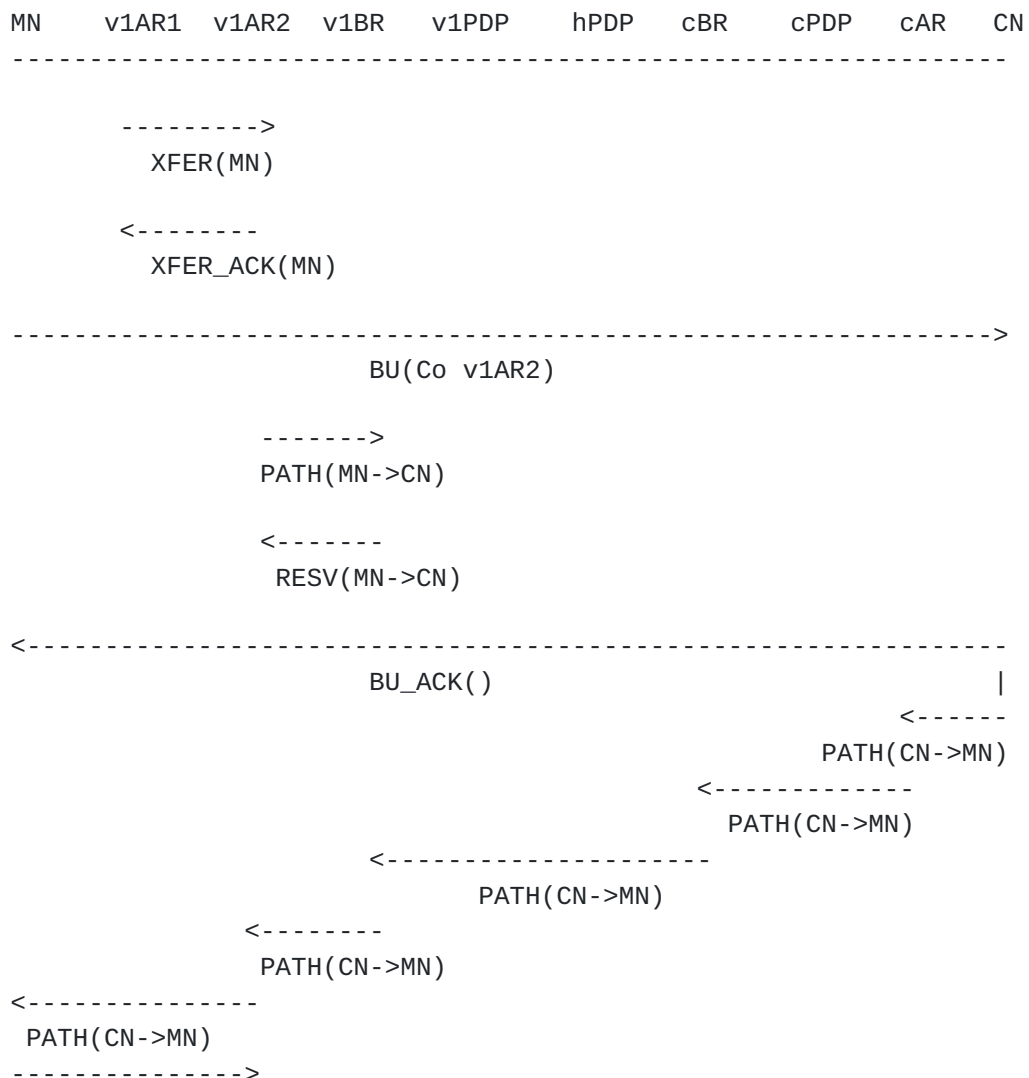 MN v1AR1 v1AR2 v1BR v1PDP hPDP cBR cPDP cAR CN
----------------------------------------------------------------
--------->
XFER(MN)
<--------
XFER_ACK(MN)
--------------------------------------------------------------->
BU(Co v1AR2)
------->
PATH(MN->CN)
<-------
RESV(MN->CN)
<---------------------------------------------------------------
BU_ACK() |
<------
PATH(CN->MN)
<-------------
PATH(CN->MN)
<---------------------
PATH(CN->MN)
<--------
PATH(CN->MN)
<---------------
PATH(CN->MN)
--------------->